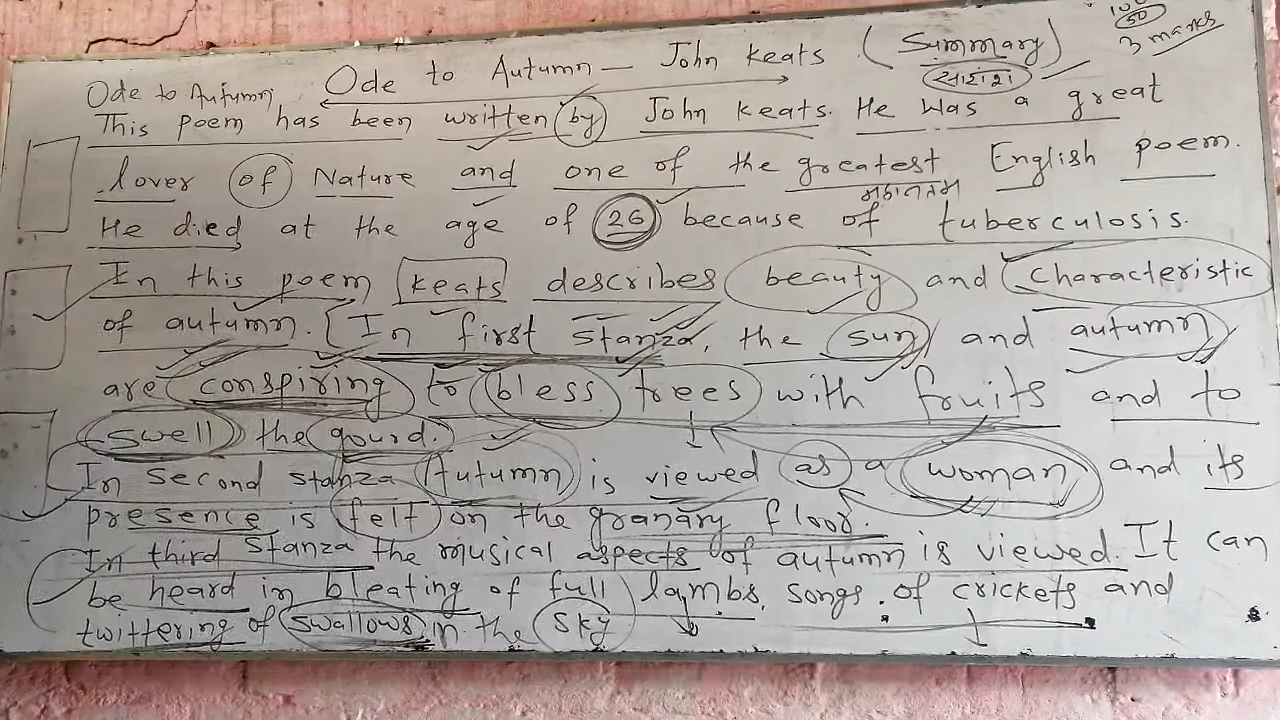 Ode to Autumn — John Keats (Summary)
(सारांश)
100
50
3 marks
Ode to Autumn
This poem has been written by John Keats. He was a great
lover of Nature and one of the greatest English poem.
महानतम
He died at the age of 26 because of tuberculosis.
In this poem Keats describes beauty and characteristic
of autumn. [In first stanza, the sun and autumn
are conspiring to bless trees with fruits and to
swell the gourd.
In second stanza tutumn is viewed as a woman and its
presence is felt on the granary floor.
In third stanza the musical aspects of autumn is viewed. It can
be heard in bleating of full lambs, songs of crickets and
twittering of swallows in the sky